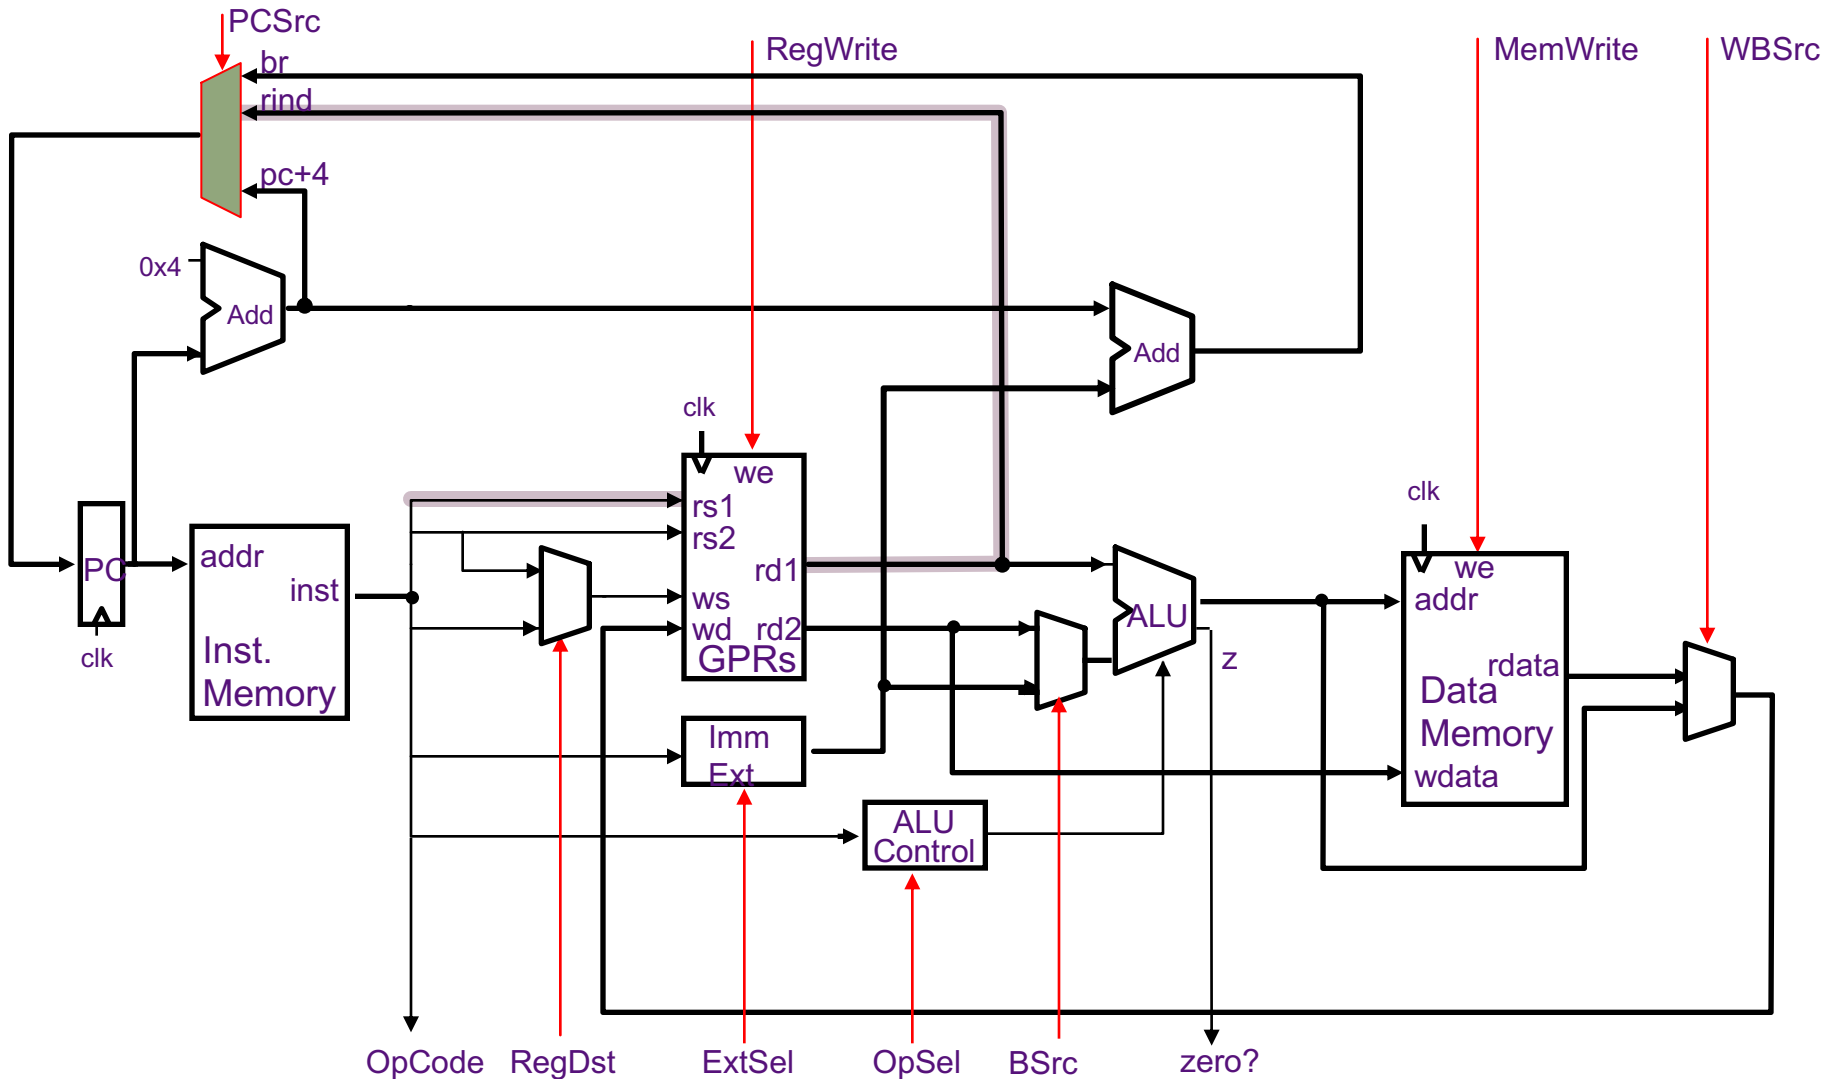 PCSrc
RegWrite
MemWrite
WBSrc
br
rind
pc+4
0x4
Add
Add
clk
we
rs1
rs2
rd1
ws
wd
rd2
GPRs
PC
clk
addr
inst
Inst.
Memory
ALU
z
clk
we
addr
rdata
Data
Memory
wdata
Imm
Ext
ALU
Control
OpCode
RegDst
ExtSel
OpSel
BSrc
zero?